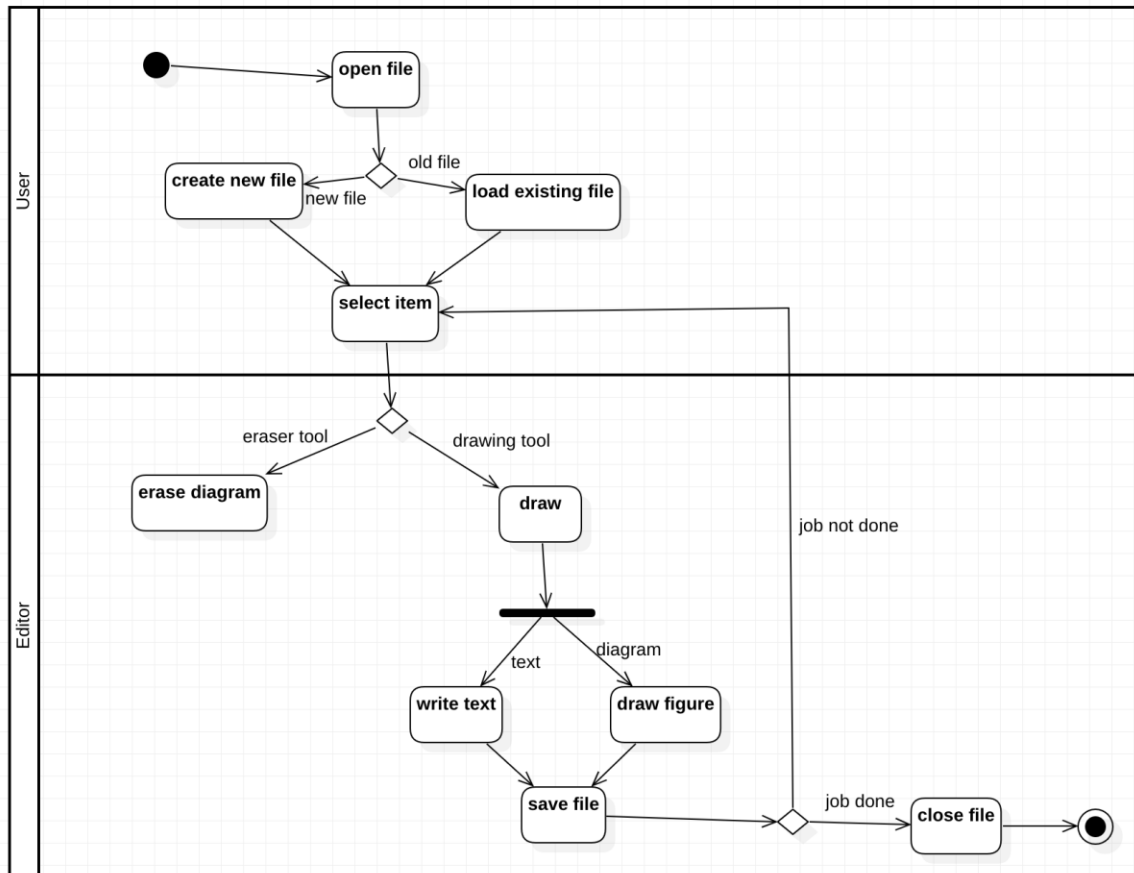 User
open file
old file
create new file
new file
load existing file
select item
Editor
eraser tool
drawing tool
erase diagram
draw
job not done
text
diagram
write text
draw figure
save file
job done
close file